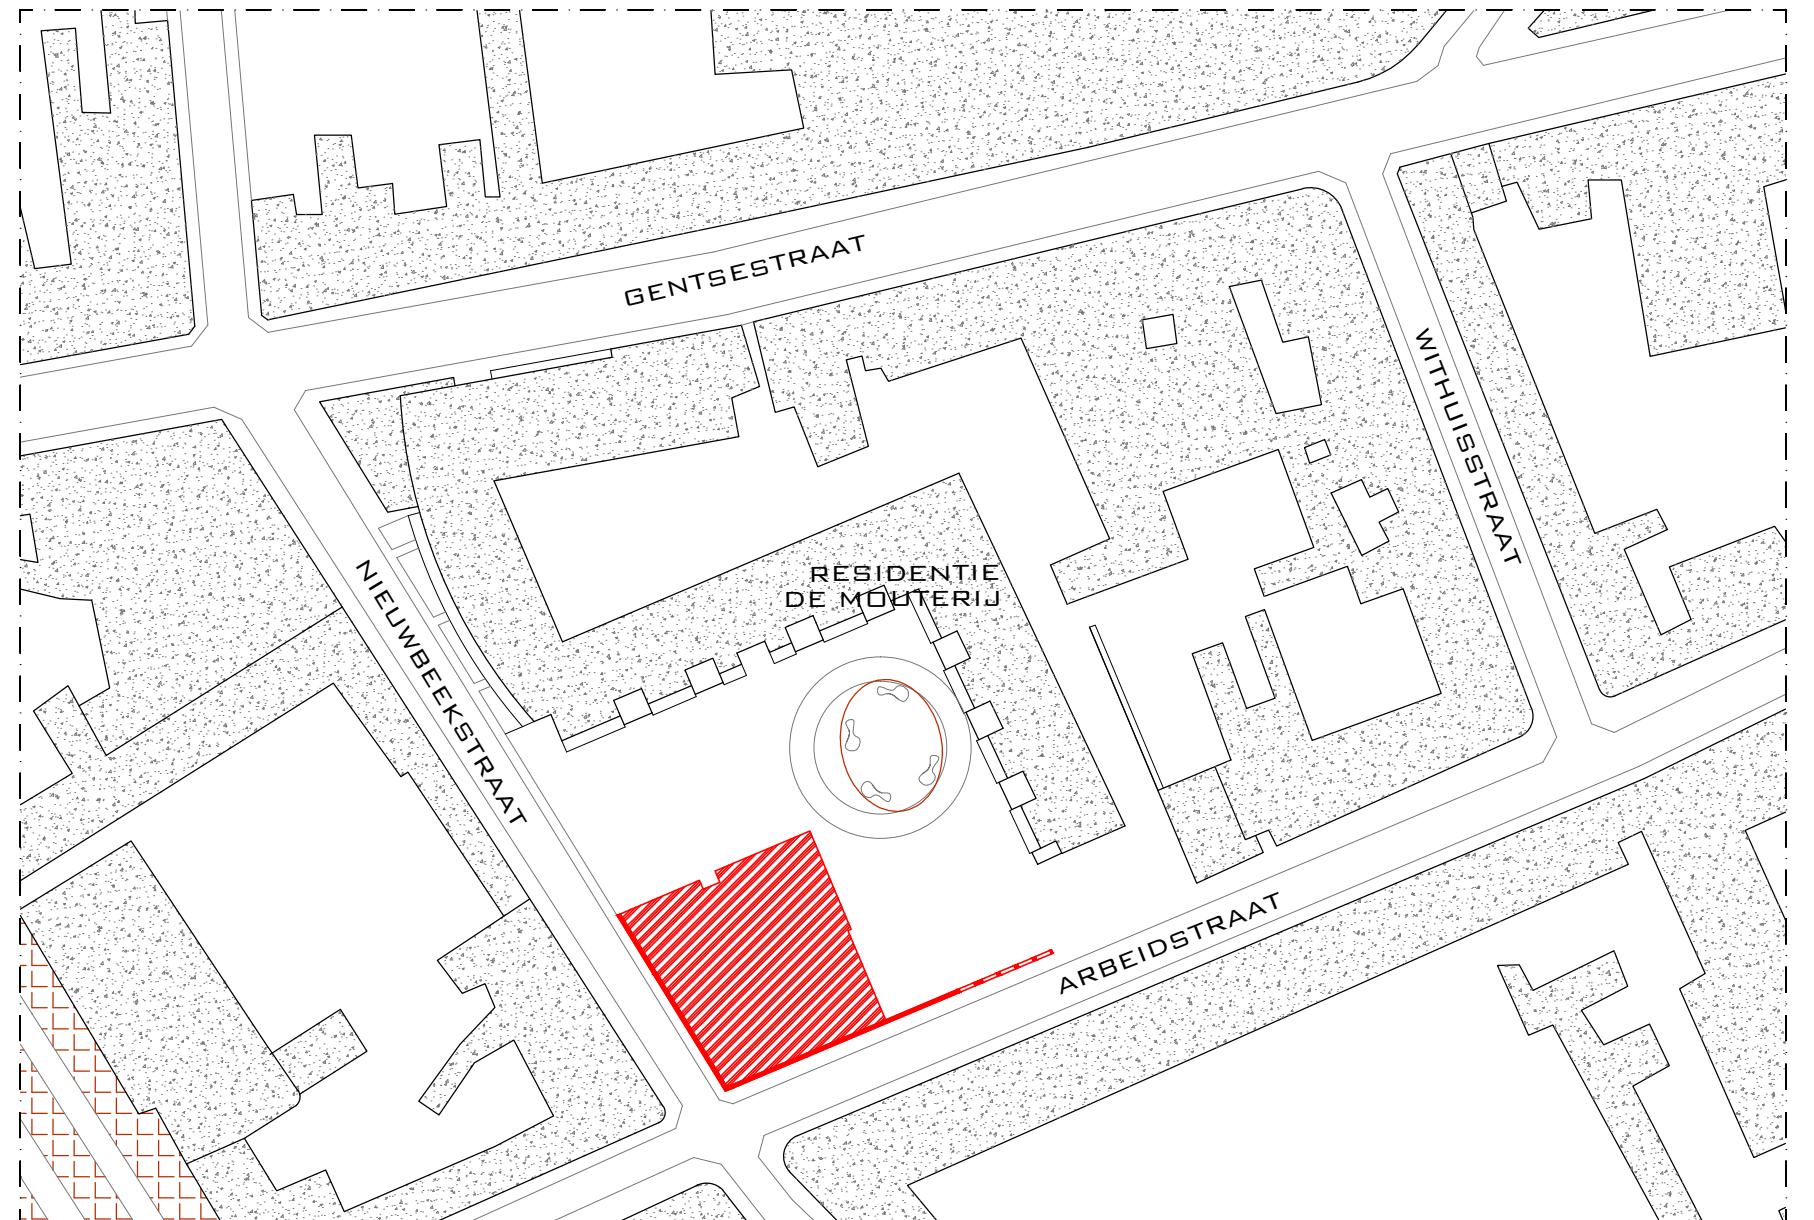 GENTSESTRAAT
WITHUISSTRAAT
RESIDENTIE
DE MOUTERIJ
NIEUWBEEKSTRAAT
ARBEIDSTRAAT